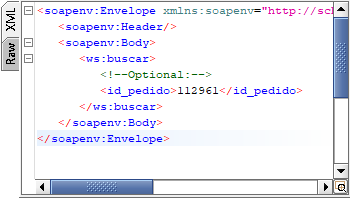 XML
Raw
<soapenv:Envelope xmlns:soapenv="http://scl
<soapenv:Header/>
<soapenv:Body>
<ws:buscar>
<!--Optional:-->
<id_pedido>112961</id_pedido>
</ws:buscar>
</soapenv:Body>
</soapenv:Envelope>